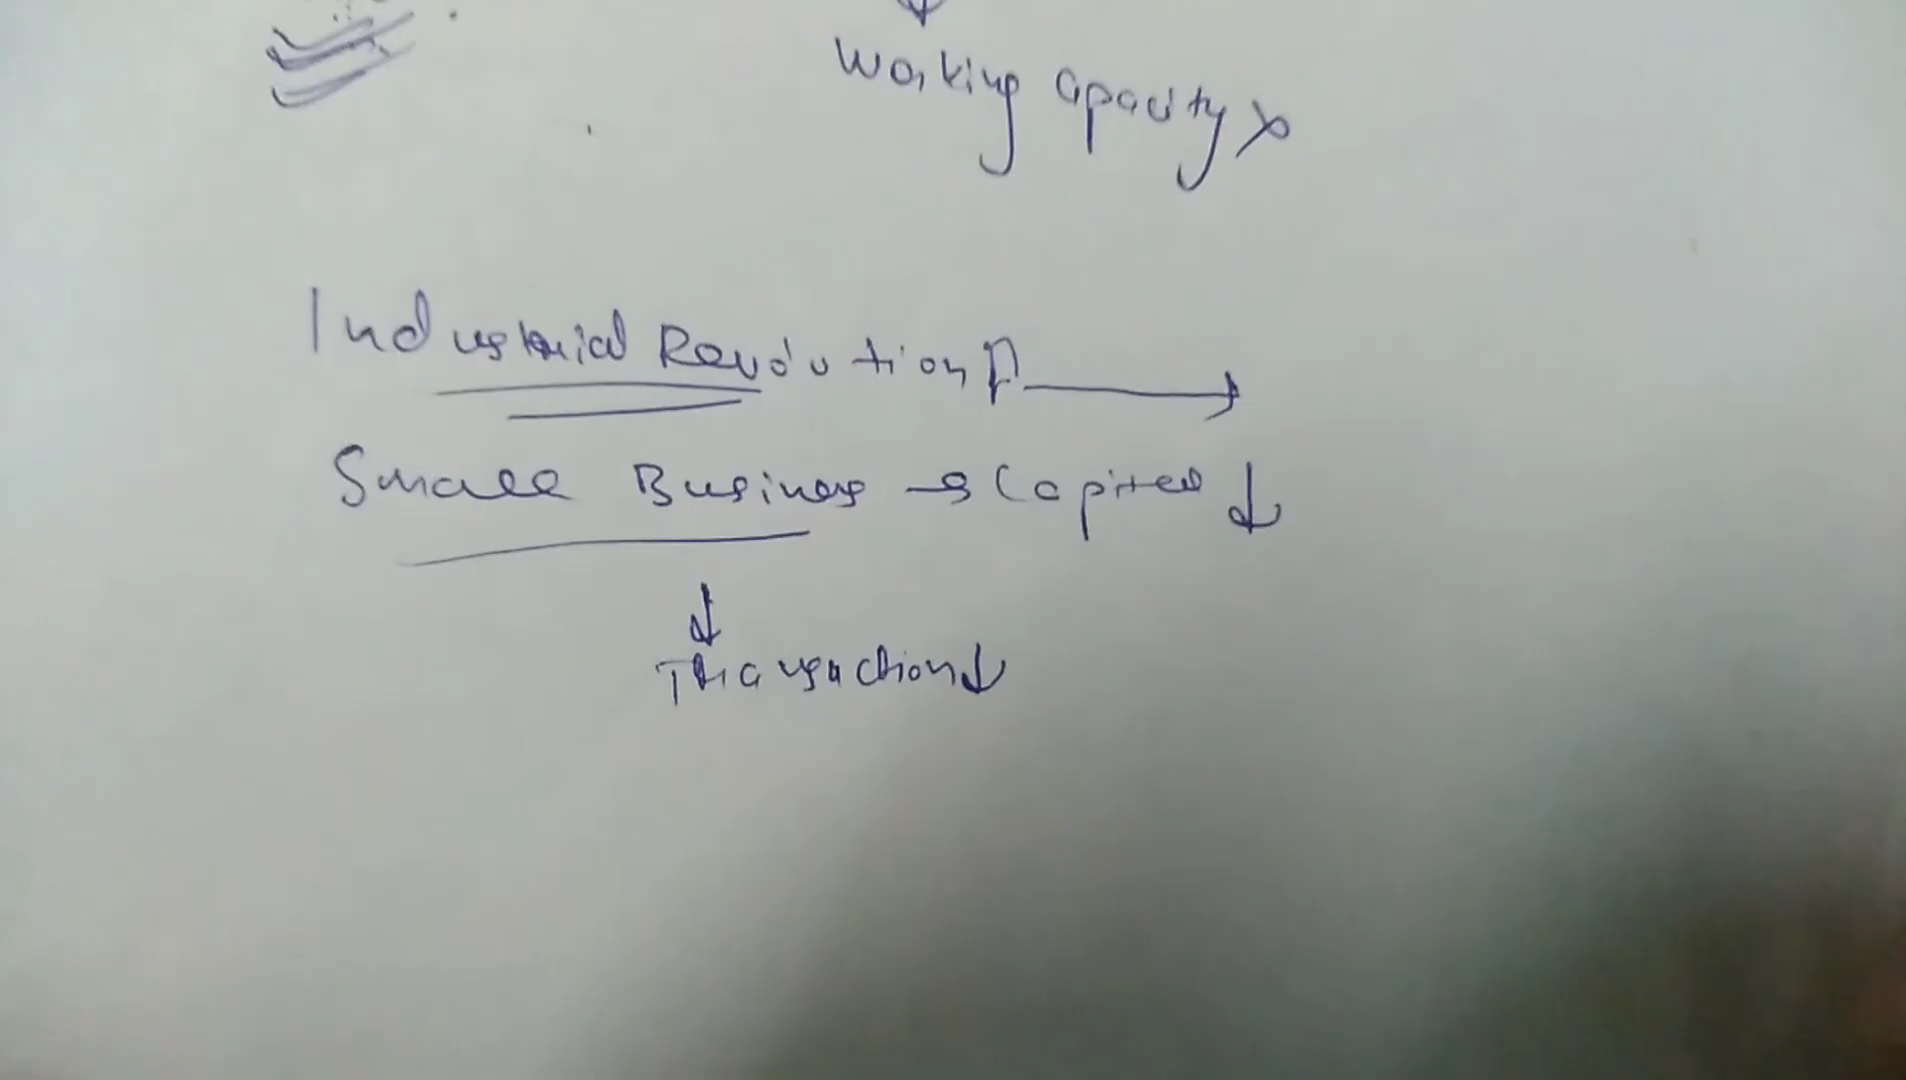 ↓
Working Capacity ×
Industrial Revolution ↑ →
Small Business → Capital ↓
↓
Transaction ↓